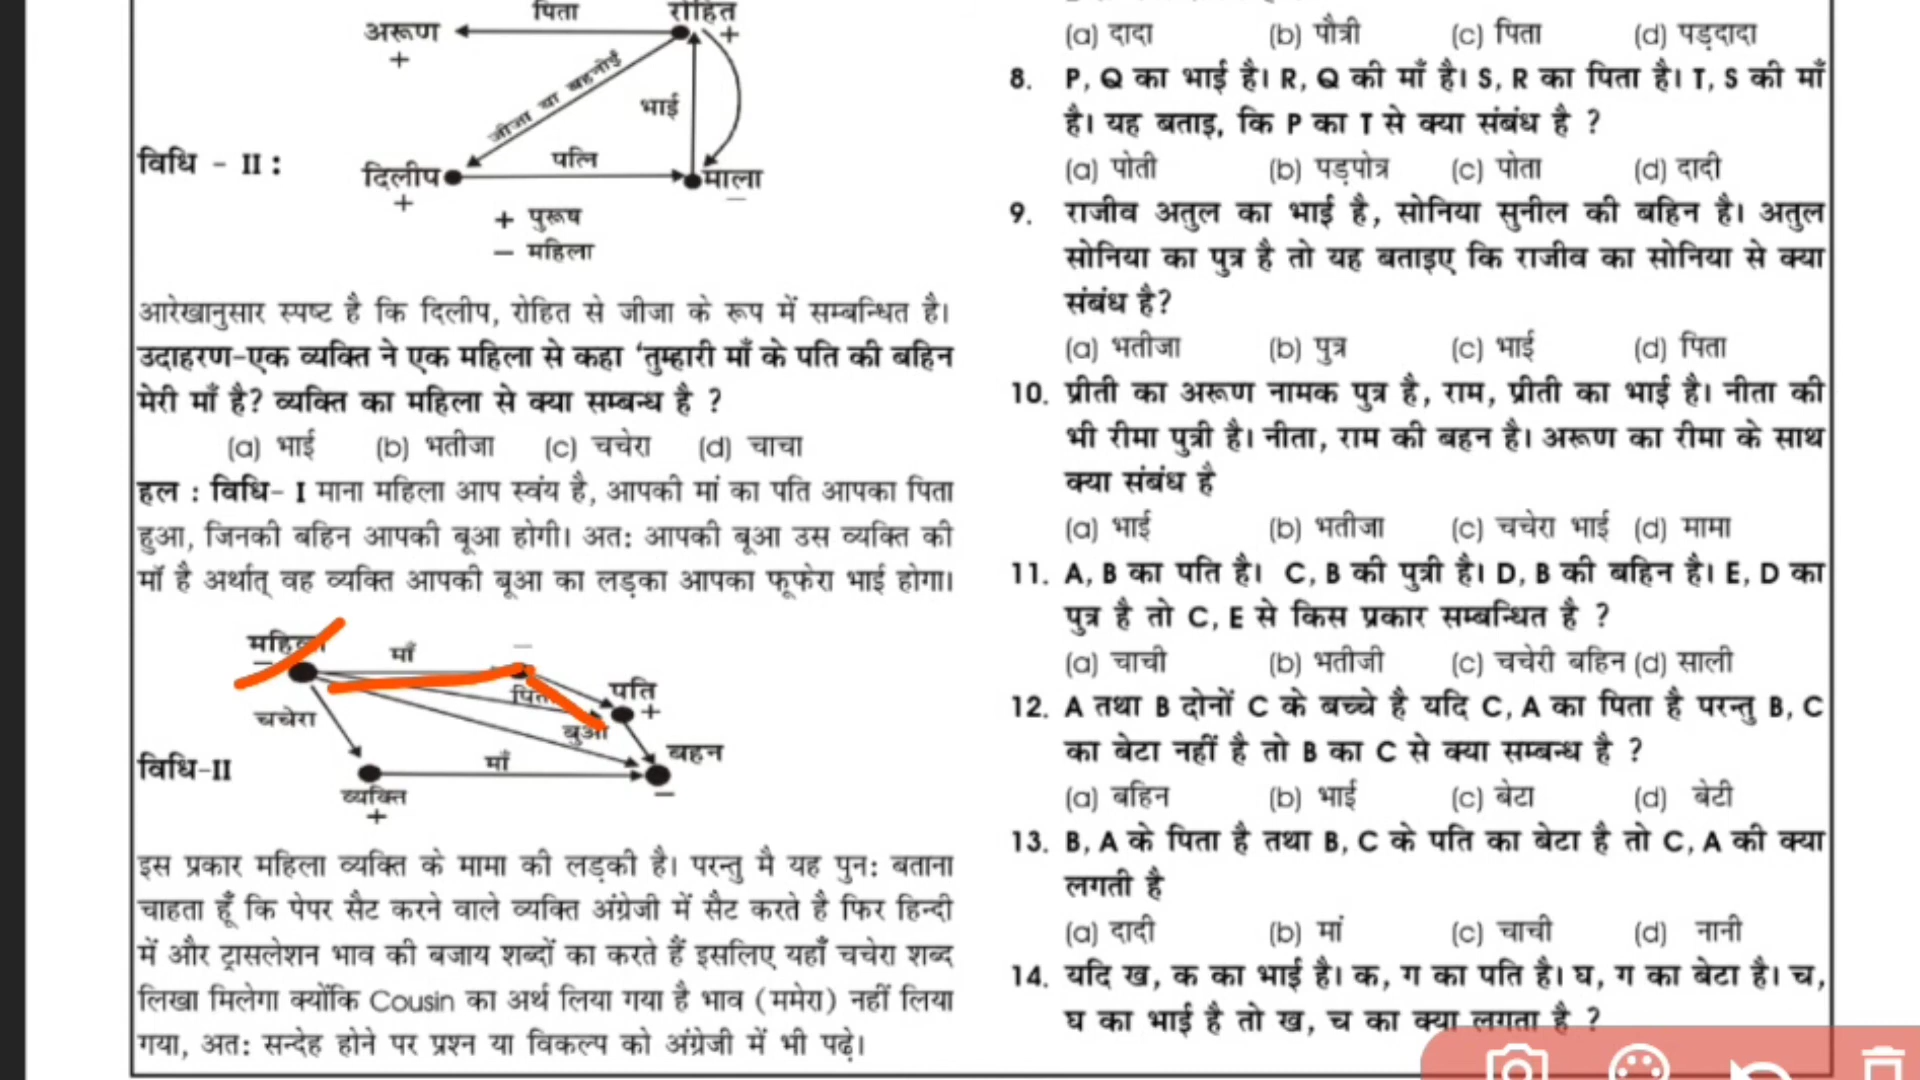 पिता
रोहित
अरूण
+
+
जीजा या बहनोई
भाई
विधि - II :
पत्नि
दिलीप
माला
+
–
+ पुरूष
– महिला
आरेखानुसार स्पष्ट है कि दिलीप, रोहित से जीजा के रूप में सम्बन्धित है।
उदाहरण-एक व्यक्ति ने एक महिला से कहा ‘तुम्हारी माँ के पति की बहिन
मेरी माँ है? व्यक्ति का महिला से क्या सम्बन्ध है ?
(a) भाई (b) भतीजा (c) चचेरा (d) चाचा
हल : विधि- I माना महिला आप स्वंय है, आपकी मां का पति आपका पिता
हुआ, जिनकी बहिन आपकी बूआ होगी। अत: आपकी बूआ उस व्यक्ति की
माँ है अर्थात् वह व्यक्ति आपकी बूआ का लड़का आपका फूफेरा भाई होगा।
माँ
–
–
पति
+
चचेरा
बुआ
बहन
विधि-II
माँ
–
व्यक्ति
+
इस प्रकार महिला व्यक्ति के मामा की लड़की है। परन्तु मै यह पुन: बताना
चाहता हूँ कि पेपर सैट करने वाले व्यक्ति अंग्रेजी में सैट करते है फिर हिन्दी
में और ट्रासलेशन भाव की बजाय शब्दों का करते हैं इसलिए यहाँ चचेरा शब्द
लिखा मिलेगा क्योंकि Cousin का अर्थ लिया गया है भाव (ममेरा) नहीं लिया
गया, अत: सन्देह होने पर प्रश्न या विकल्प को अंग्रेजी में भी पढ़े।
(a) दादा (b) पौत्री (c) पिता (d) पड़दादा
8. P, Q का भाई है। R, Q की माँ है। S, R का पिता है। T, S की माँ
है। यह बताइ, कि P का T से क्या संबंध है ?
(a) पोती (b) पड़पोत्र (c) पोता (d) दादी
9. राजीव अतुल का भाई है, सोनिया सुनील की बहिन है। अतुल
सोनिया का पुत्र है तो यह बताइए कि राजीव का सोनिया से क्या
संबंध है?
(a) भतीजा (b) पुत्र (c) भाई (d) पिता
10. प्रीती का अरूण नामक पुत्र है, राम, प्रीती का भाई है। नीता की
भी रीमा पुत्री है। नीता, राम की बहन है। अरूण का रीमा के साथ
क्या संबंध है
(a) भाई (b) भतीजा (c) चचेरा भाई (d) मामा
11. A, B का पति है। C, B की पुत्री है। D, B की बहिन है। E, D का
पुत्र है तो C, E से किस प्रकार सम्बन्धित है ?
(a) चाची (b) भतीजी (c) चचेरी बहिन (d) साली
12. A तथा B दोनों C के बच्चे है यदि C, A का पिता है परन्तु B, C
का बेटा नहीं है तो B का C से क्या सम्बन्ध है ?
(a) बहिन (b) भाई (c) बेटा (d) बेटी
13. B, A के पिता है तथा B, C के पति का बेटा है तो C, A की क्या
लगती है
(a) दादी (b) मां (c) चाची (d) नानी
14. यदि ख, क का भाई है। क, ग का पति है। घ, ग का बेटा है। च,
घ का भाई है तो ख, च का क्या लगता है ?